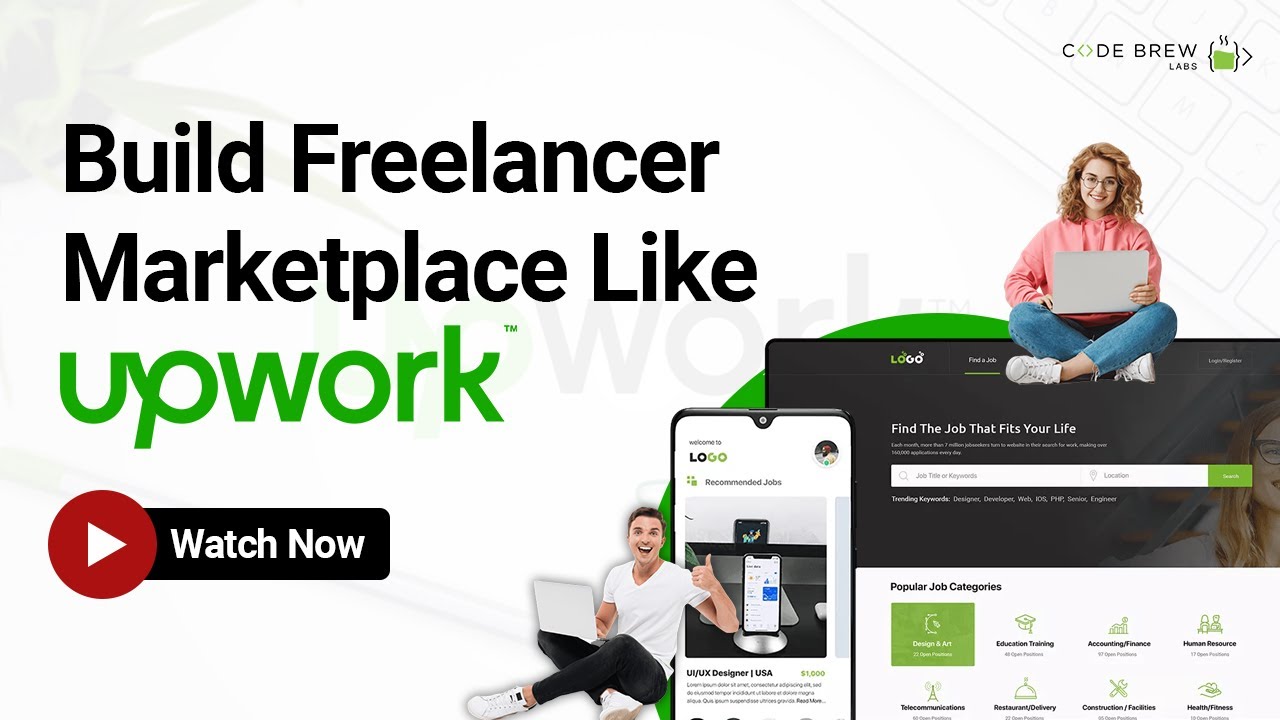 CODE BREW
LABS
Build Freelancer
Marketplace Like
upwork™
Watch Now
upwork™
LOGO
Find a Job
Login/Register
Find The Job That Fits Your Life
Each month, more than 7 million jobseekers turn to website in their search for work, making over
160,000 applications every day.
Job Title or Keywords
Location
Search
Trending Keywords: Designer, Developer, Web, IOS, PHP, Senior, Engineer
welcome to
LOGO
Recommended Jobs
UI/UX Designer | USA
$1,000
Lorem ipsum dolor sit amet, consectetur adipiscing elit, sed
do eiusmod tempor incididunt ut labore et dolore magna
aliqua. Quis ipsum suspendisse ultrices gravida. Read More...
Popular Job Categories
Design & Art
22 Open Positions
Education Training
48 Open Positions
Accounting/Finance
97 Open Positions
Human Resource
17 Open Positions
Telecommunications
60 Open Positions
Restaurant/Delivery
22 Open Positions
Construction / Facilities
05 Open Positions
Health/Fitness
10 Open Positions